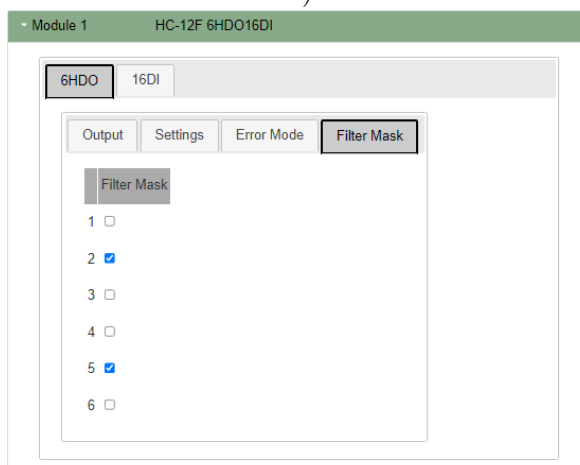 Module 1 HC-12F 6HDO16DI
6HDO 16DI
Output Settings Error Mode Filter Mask
Filter Mask
1
2
3
4
5
6